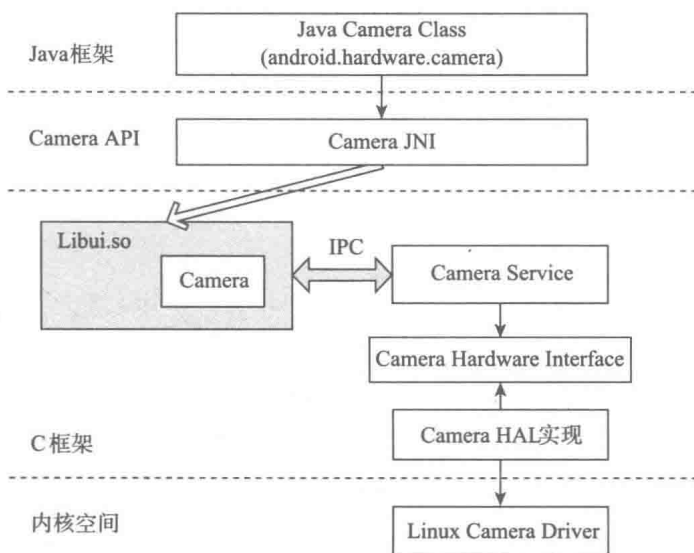 Java框架
Java Camera Class
(android.hardware.camera)
Camera API
Camera JNI
Libui.so
Camera
IPC
Camera Service
Camera Hardware Interface
C框架
Camera HAL实现
内核空间
Linux Camera Driver